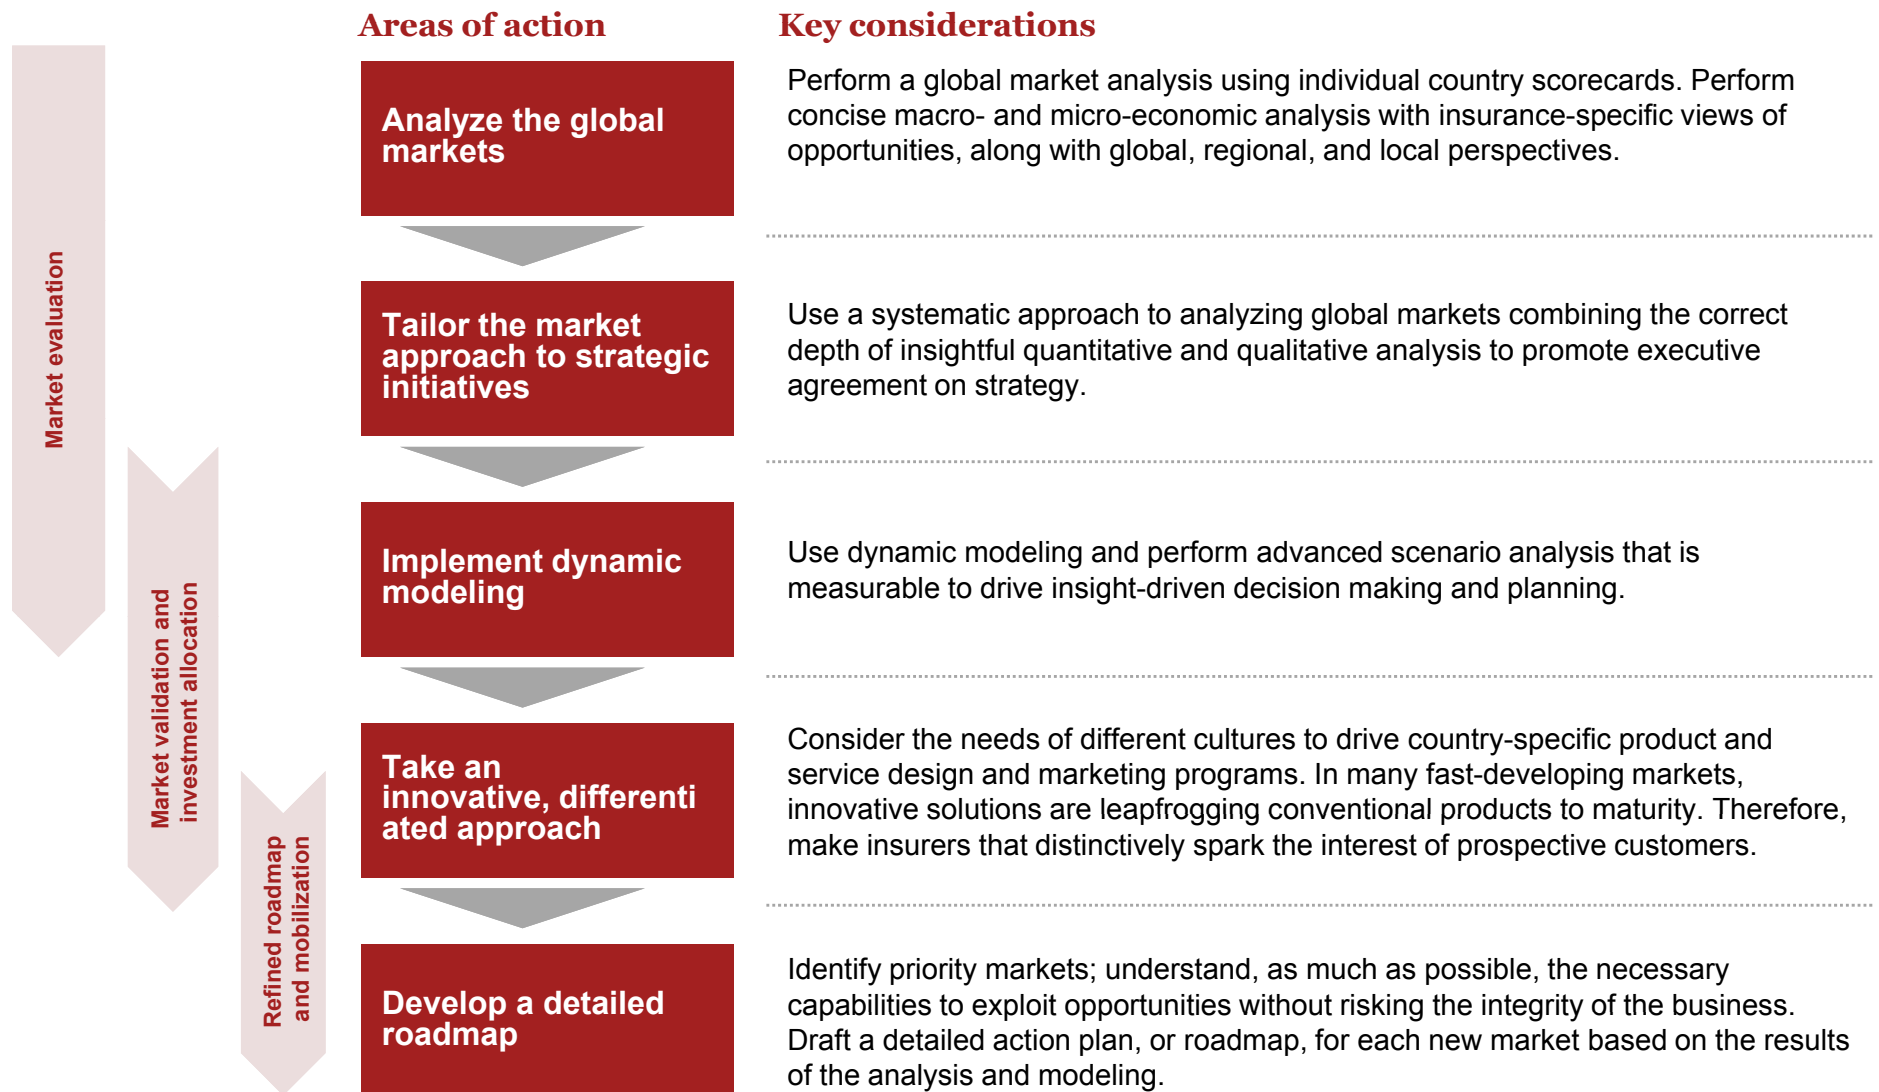 Areas of action
Key considerations
Market evaluation
Market validation and
investment allocation
Refined roadmap
and mobilization
Analyze the global
markets
Perform a global market analysis using individual country scorecards. Perform
concise macro- and micro-economic analysis with insurance-specific views of
opportunities, along with global, regional, and local perspectives.
Tailor the market
approach to strategic
initiatives
Use a systematic approach to analyzing global markets combining the correct
depth of insightful quantitative and qualitative analysis to promote executive
agreement on strategy.
Implement dynamic
modeling
Use dynamic modeling and perform advanced scenario analysis that is
measurable to drive insight-driven decision making and planning.
Take an
innovative, differenti
ated approach
Consider the needs of different cultures to drive country-specific product and
service design and marketing programs. In many fast-developing markets,
innovative solutions are leapfrogging conventional products to maturity. Therefore,
make insurers that distinctively spark the interest of prospective customers.
Develop a detailed
roadmap
Identify priority markets; understand, as much as possible, the necessary
capabilities to exploit opportunities without risking the integrity of the business.
Draft a detailed action plan, or roadmap, for each new market based on the results
of the analysis and modeling.